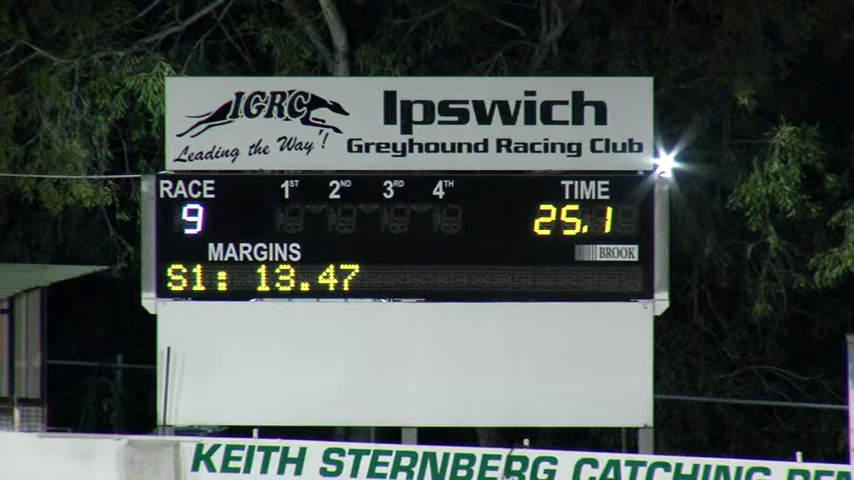 IGRC
Leading the Way!
Ipswich
Greyhound Racing Club
RACE 1ST 2ND 3RD 4TH TIME
9 25.1
MARGINS BROOK
S1: 13.47
KEITH STERNBERG CATCHING PEN